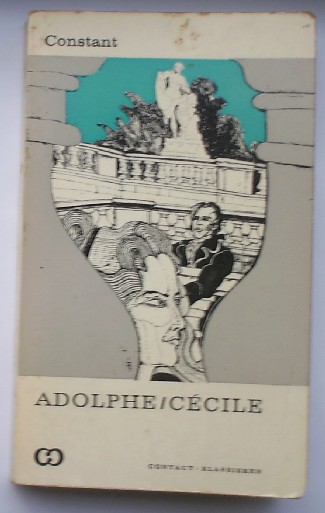 Constant
ADOLPHE/CÉCILE
CONTACT-KLASSIEKEN